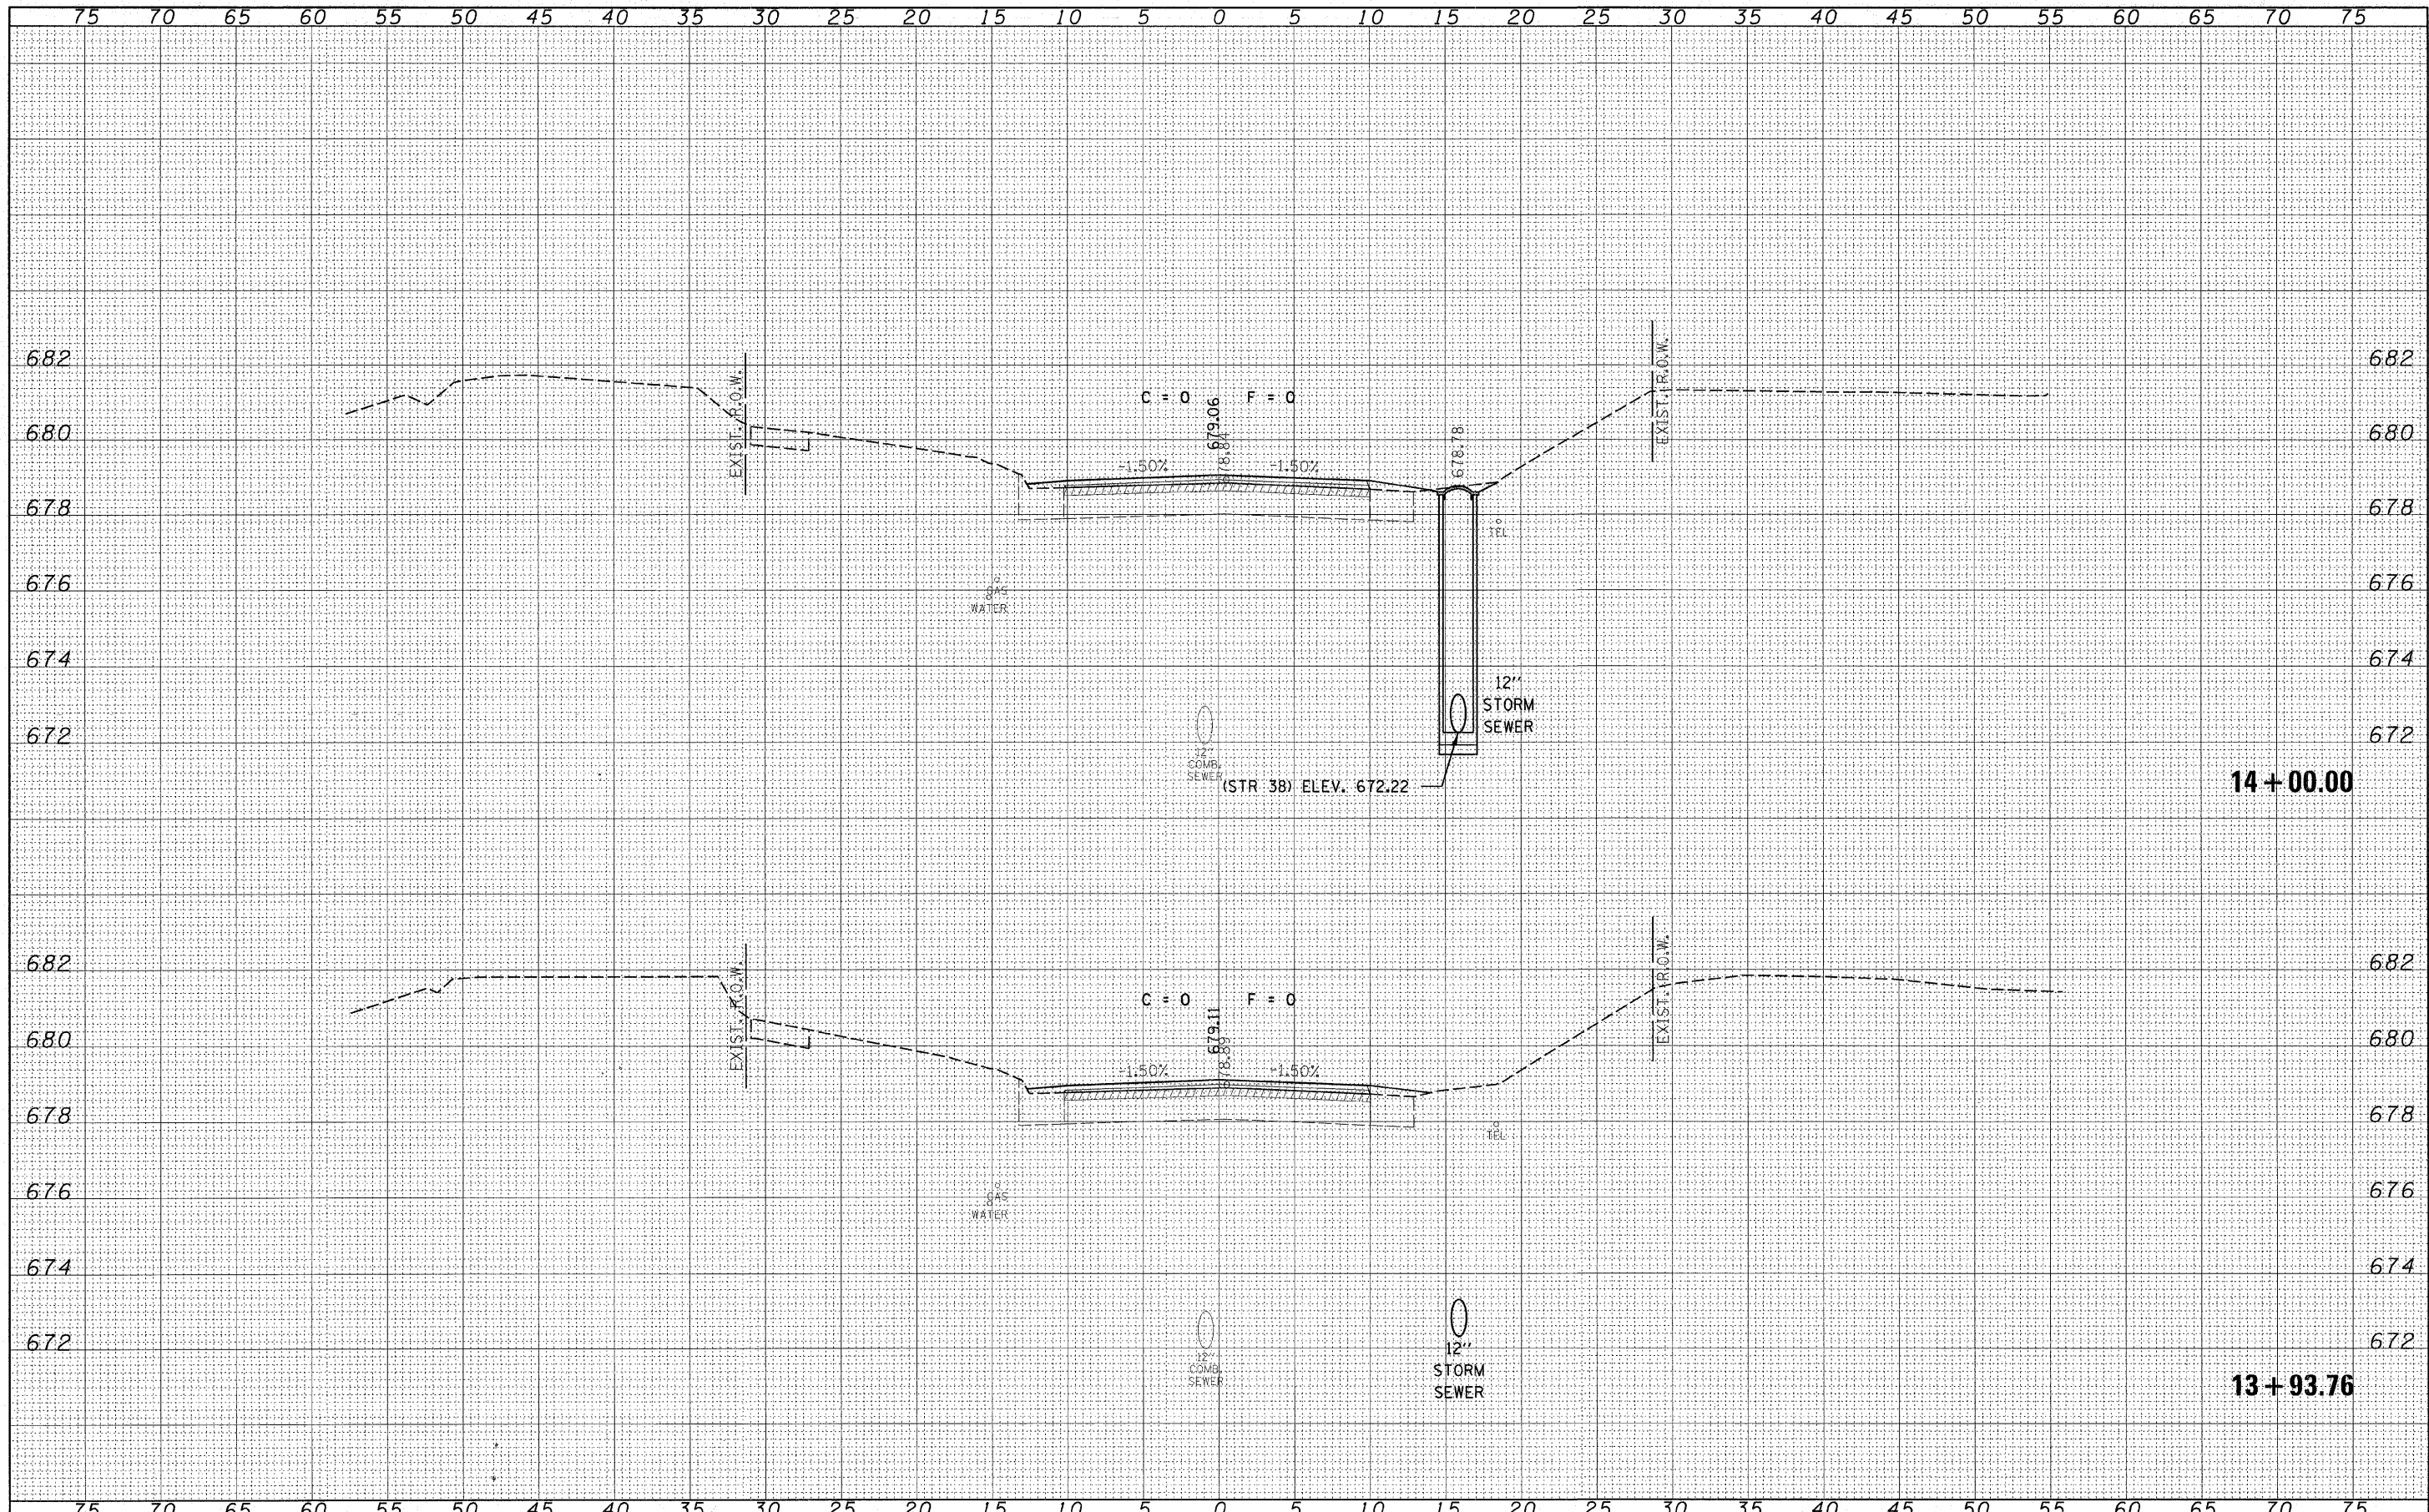 75 70 65 60 55 50 45 40 35 30 25 20 15 10 5 0 5 10 15 20 25 30 35 40 45 50 55 60 65 70 75
682 682
EXIST. R.O.W.
EXIST. R.O.W.
C = 0 F = 0
679.06
678.84
678.78
680 680
-1.50% -1.50%
678 678
TEL
676 676
GAS
WATER
674 674
12"
STORM
SEWER
672 672
12"
COMB.
SEWER
(STR 38) ELEV. 672.22
14+00.00
682 682
EXIST. R.O.W.
EXIST. R.O.W.
C = 0 F = 0
679.11
678.89
680 680
-1.50% -1.50%
678 678
TEL
676 676
GAS
WATER
674 674
672 672
12"
COMB.
SEWER
12"
STORM
SEWER
13+93.76
75 70 65 60 55 50 45 40 35 30 25 20 15 10 5 0 5 10 15 20 25 30 35 40 45 50 55 60 65 70 75